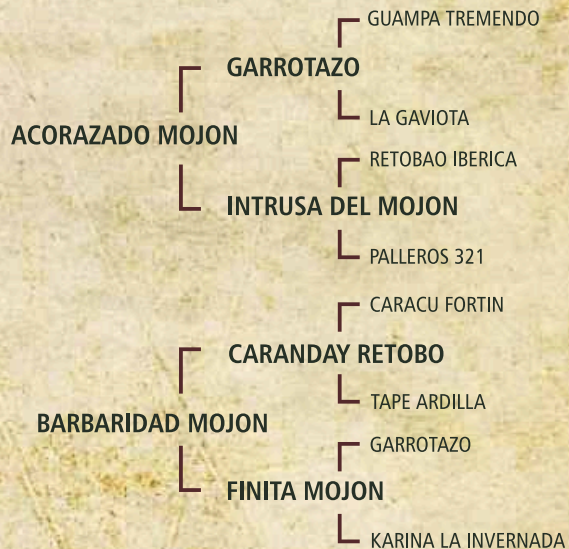 GUAMPA TREMENDO
GARROTAZO
LA GAVIOTA
ACORAZADO MOJON
RETOBAO IBERICA
INTRUSA DEL MOJON
PALLEROS 321
CARACU FORTIN
CARANDAY RETOBO
TAPE ARDILLA
BARBARIDAD MOJON
GARROTAZO
FINITA MOJON
KARINA LA INVERNADA